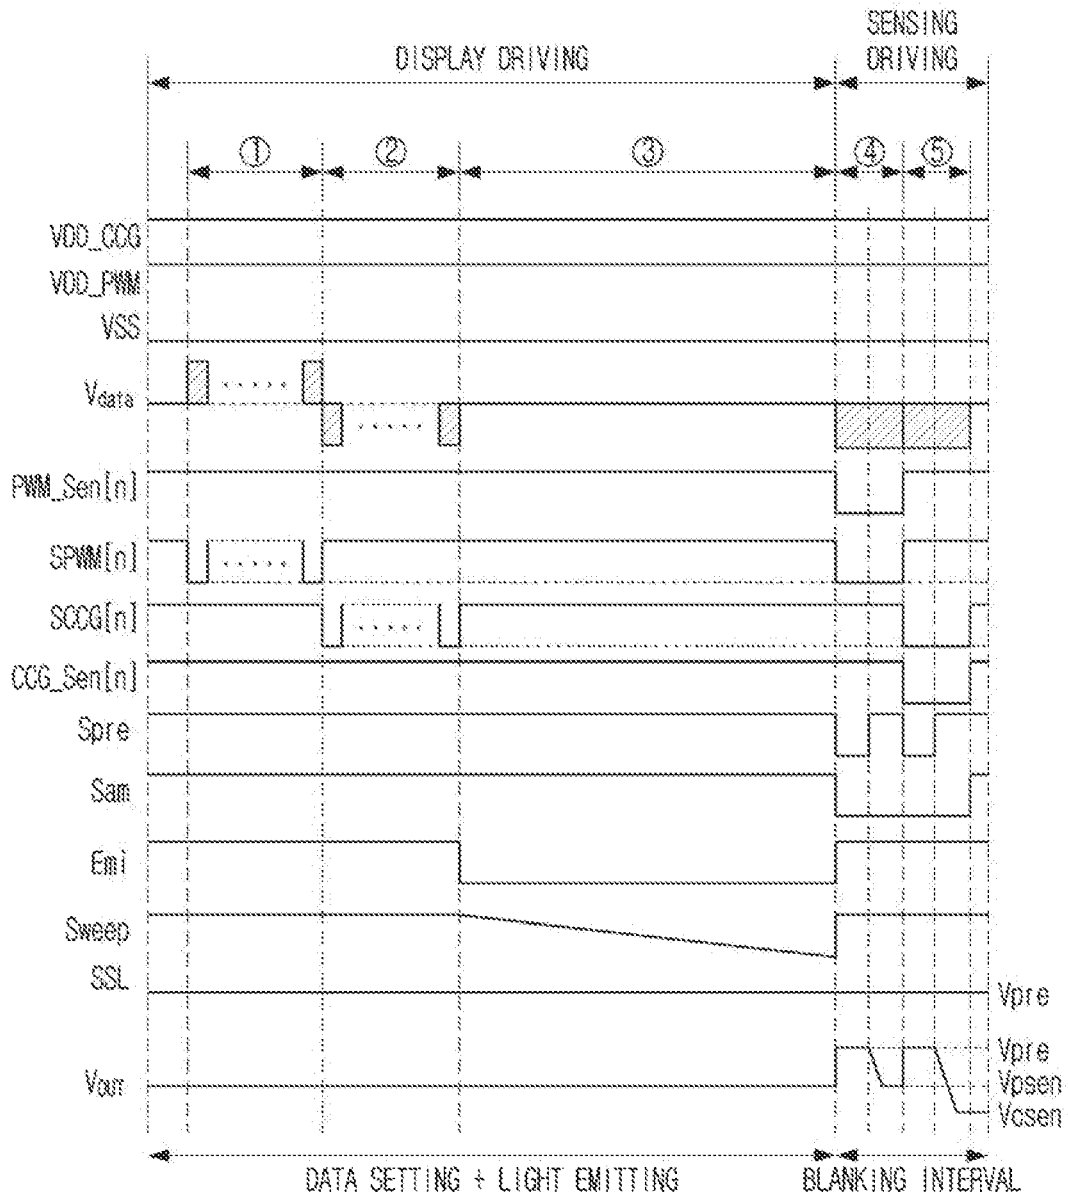 SENSING
DISPLAY DRIVING
DRIVING
① ② ③ ④ ⑤
VDD_CCG
VDD_PWM
VSS
Vdata
PWM_Sen[n]
SPWM[n]
SCCG[n]
CCG_Sen[n]
Spre
Sam
Emi
Sweep
SSL
Vpre
Vpre
VOUT
Vpsen
Vcsen
DATA SETTING + LIGHT EMITTING
BLANKING INTERVAL